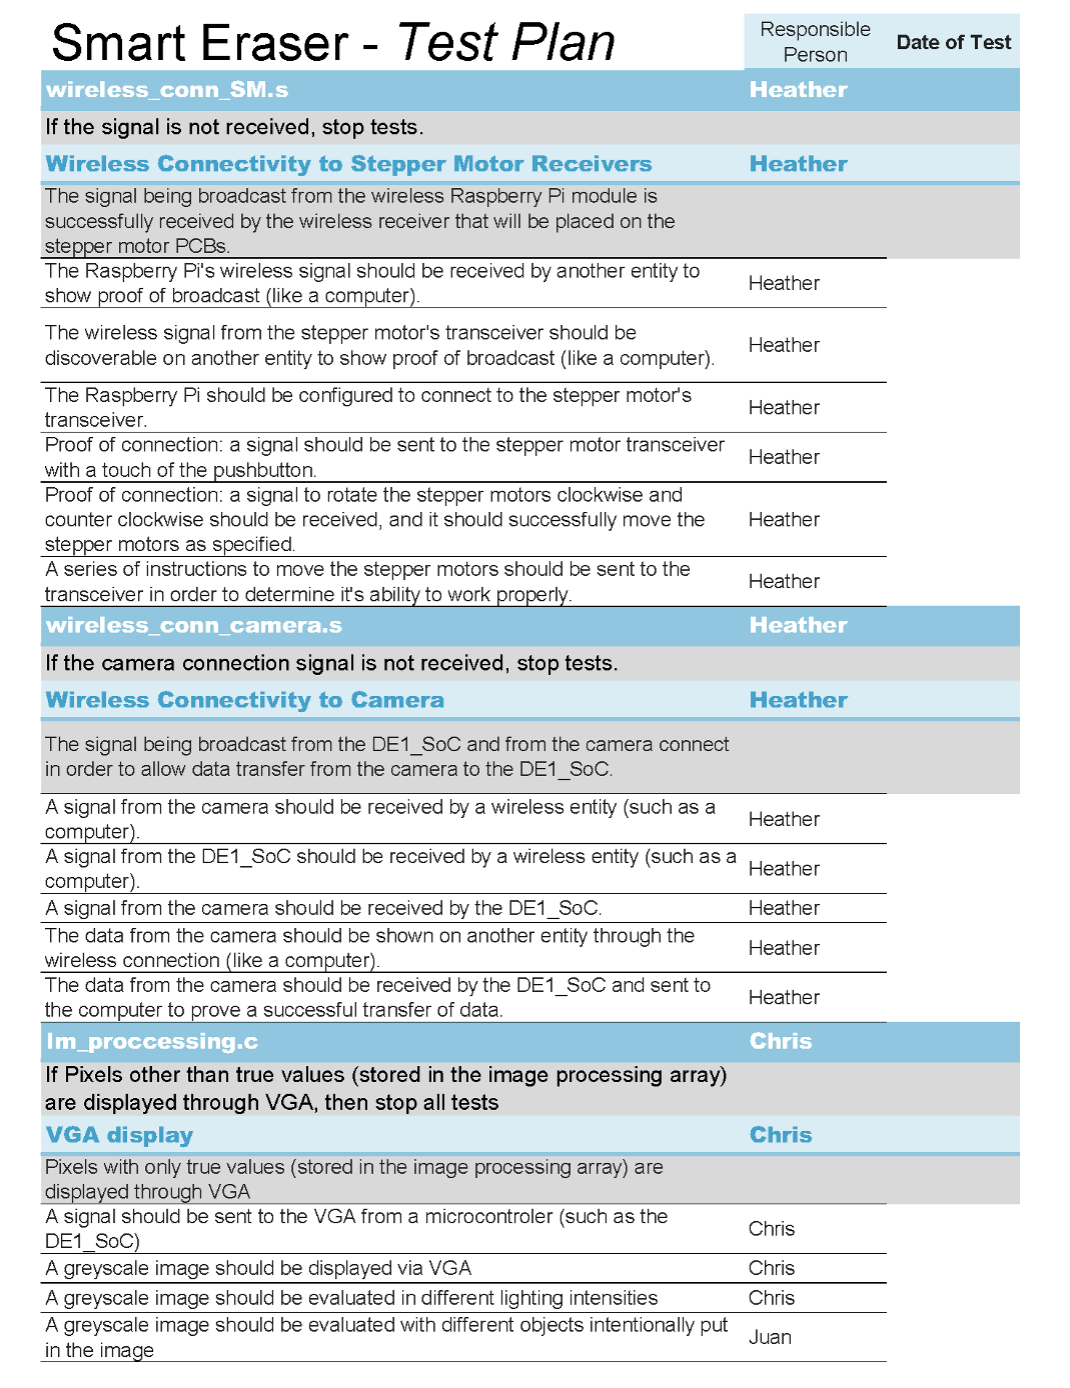 Smart Eraser - Test Plan
Responsible
Person
Date of Test
wireless_conn_SM.s
Heather
If the signal is not received, stop tests.
Wireless Connectivity to Stepper Motor Receivers
Heather
The signal being broadcast from the wireless Raspberry Pi module is
successfully received by the wireless receiver that will be placed on the
stepper motor PCBs.
The Raspberry Pi's wireless signal should be received by another entity to
show proof of broadcast (like a computer).
Heather
The wireless signal from the stepper motor's transceiver should be
discoverable on another entity to show proof of broadcast (like a computer).
Heather
The Raspberry Pi should be configured to connect to the stepper motor's
transceiver.
Heather
Proof of connection: a signal should be sent to the stepper motor transceiver
with a touch of the pushbutton.
Heather
Proof of connection: a signal to rotate the stepper motors clockwise and
counter clockwise should be received, and it should successfully move the
stepper motors as specified.
Heather
A series of instructions to move the stepper motors should be sent to the
transceiver in order to determine it's ability to work properly.
Heather
wireless_conn_camera.s
Heather
If the camera connection signal is not received, stop tests.
Wireless Connectivity to Camera
Heather
The signal being broadcast from the DE1_SoC and from the camera connect
in order to allow data transfer from the camera to the DE1_SoC.
A signal from the camera should be received by a wireless entity (such as a
computer).
Heather
A signal from the DE1_SoC should be received by a wireless entity (such as a
computer).
Heather
A signal from the camera should be received by the DE1_SoC.
Heather
The data from the camera should be shown on another entity through the
wireless connection (like a computer).
Heather
The data from the camera should be received by the DE1_SoC and sent to
the computer to prove a successful transfer of data.
Heather
Im_proccessing.c
Chris
If Pixels other than true values (stored in the image processing array)
are displayed through VGA, then stop all tests
VGA display
Chris
Pixels with only true values (stored in the image processing array) are
displayed through VGA
A signal should be sent to the VGA from a microcontroler (such as the
DE1_SoC)
Chris
A greyscale image should be displayed via VGA
Chris
A greyscale image should be evaluated in different lighting intensities
Chris
A greyscale image should be evaluated with different objects intentionally put
in the image
Juan